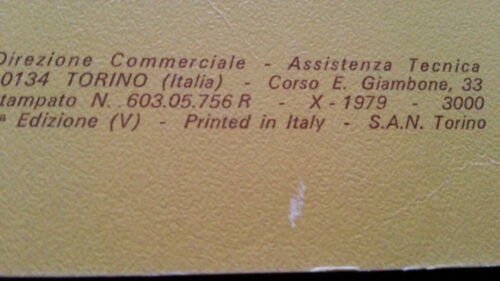 Direzione Commerciale - Assistenza Tecnica
0134 TORINO (Italia) - Corso E. Giambone, 33
tampato N. 603.05.756 R - X - 1979 - 3000
ª Edizione (V) - Printed in Italy - S.A.N. Torino